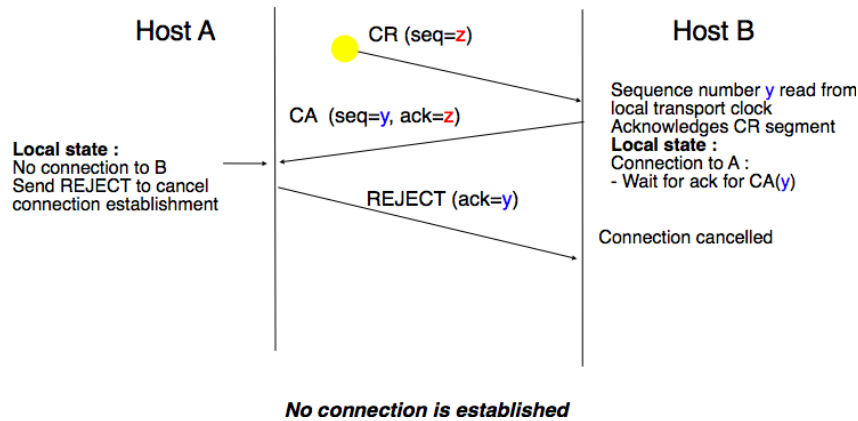 Host A
Host B
CR (seq=z)
Sequence number y read from
local transport clock
Acknowledges CR segment
Local state :
Connection to A :
- Wait for ack for CA(y)
CA (seq=y, ack=z)
Local state :
No connection to B
Send REJECT to cancel
connection establishment
REJECT (ack=y)
Connection cancelled
No connection is established